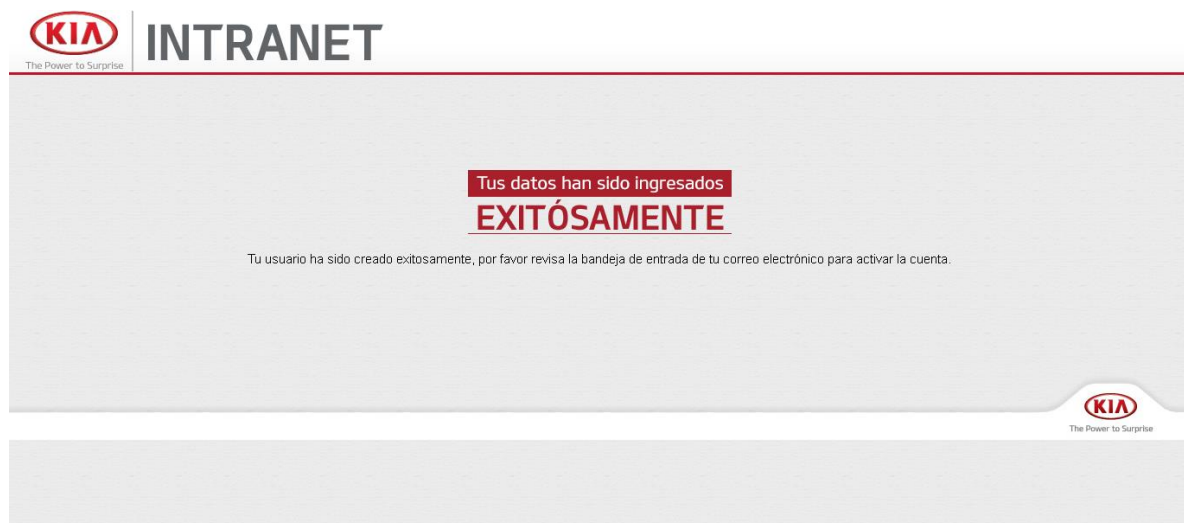 KIA
The Power to Surprise
INTRANET
Tus datos han sido ingresados
EXITÓSAMENTE
Tu usuario ha sido creado exitosamente, por favor revisa la bandeja de entrada de tu correo electrónico para activar la cuenta.
KIA
The Power to Surprise